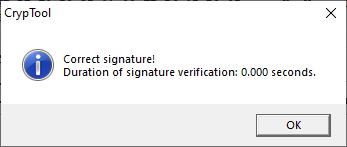 CrypTool
Correct signature!
Duration of signature verification: 0.000 seconds.
OK